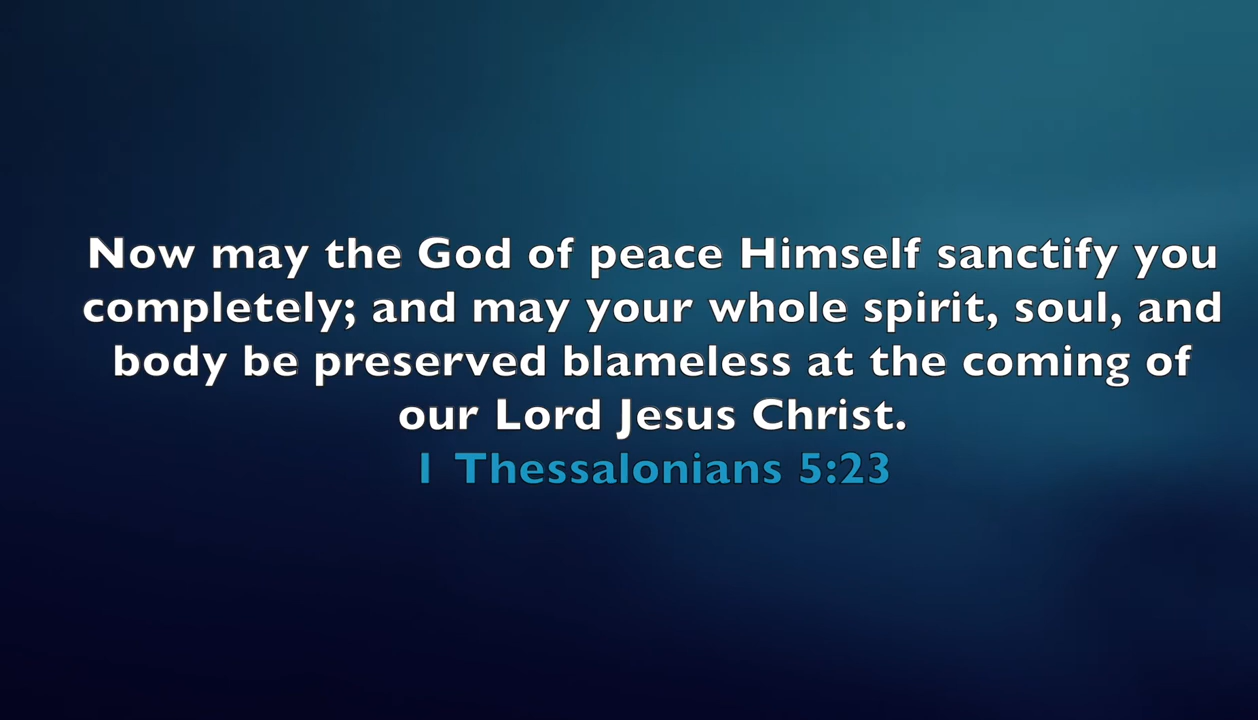 Now may the God of peace Himself sanctify you
completely; and may your whole spirit, soul, and
body be preserved blameless at the coming of
our Lord Jesus Christ.
1 Thessalonians 5:23